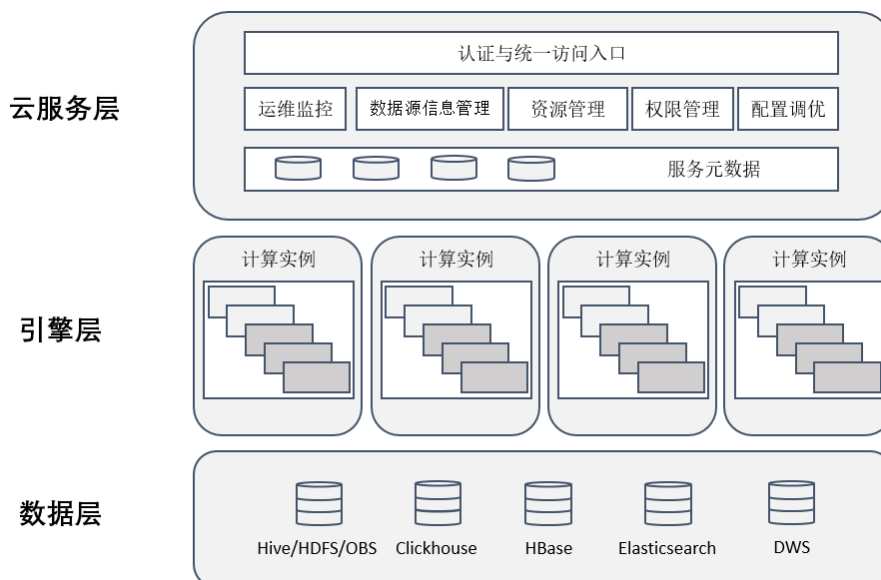 云服务层
认证与统一访问入口
运维监控 数据源信息管理 资源管理 权限管理 配置调优
服务元数据
引擎层
计算实例 计算实例 计算实例 计算实例
数据层
Hive/HDFS/OBS Clickhouse HBase Elasticsearch DWS